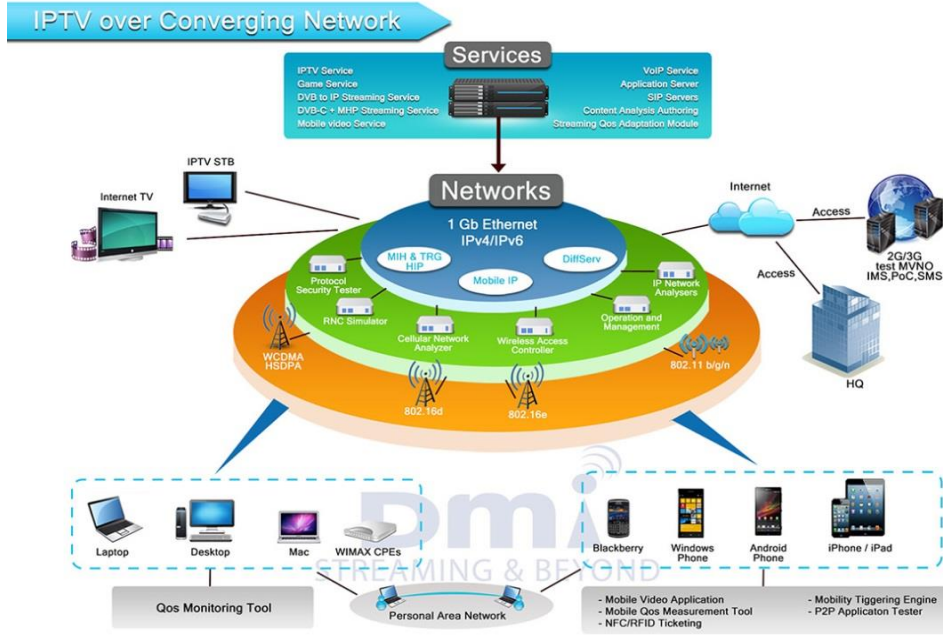 IPTV over Converging Network
Services
IPTV Service
Game Service
DVB to IP Streaming Service
DVB-C + MHP Streaming Service
Mobile video Service
VoIP Service
Application Server
SIP Servers
Content Analysis Authoring
Streaming Qos Adaptation Module
Networks
1 Gb Ethernet
IPv4/IPv6
MIH & TRG
HIP
Mobile IP
DiffServ
IPTV STB
Internet TV
Internet
Access
Access
2G/3G
test MVNO
IMS,PoC,SMS
HQ
Protocol
Security Tester
RNC Simulator
Cellular Network
Analyzer
Wireless Access
Controller
Operation and
Management
IP Network
Analysers
WCDMA
HSDPA
802.16d
802.16e
802.11 b/g/n
Laptop
Desktop
Mac
WIMAX CPEs
Blackberry
Windows
Phone
Android
Phone
iPhone / iPad
Dmi
STREAMING & BEYOND
Qos Monitoring Tool
Personal Area Network
- Mobile Video Application
- Mobile Qos Measurement Tool
- NFC/RFID Ticketing
- Mobility Tiggering Engine
- P2P Applicaton Tester